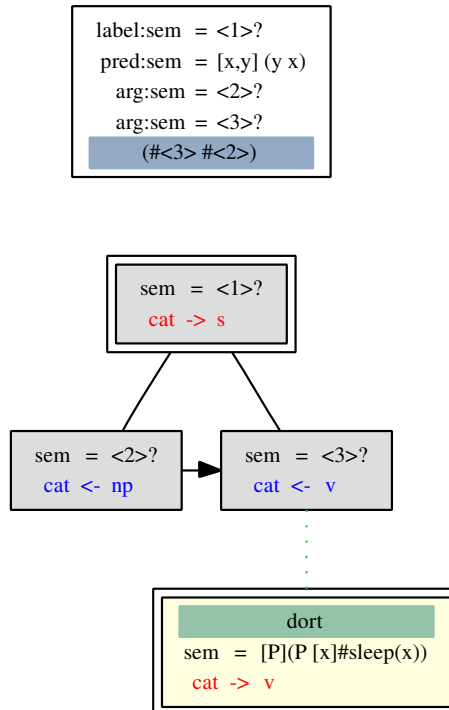 label:sem = <1>?
pred:sem = [x,y] (y x)
arg:sem = <2>?
arg:sem = <3>?
(#<3> #<2>)
sem = <1>?
cat -> s
sem = <2>?
cat <- np
sem = <3>?
cat <- v
dort
sem = [P](P [x]#sleep(x))
cat -> v